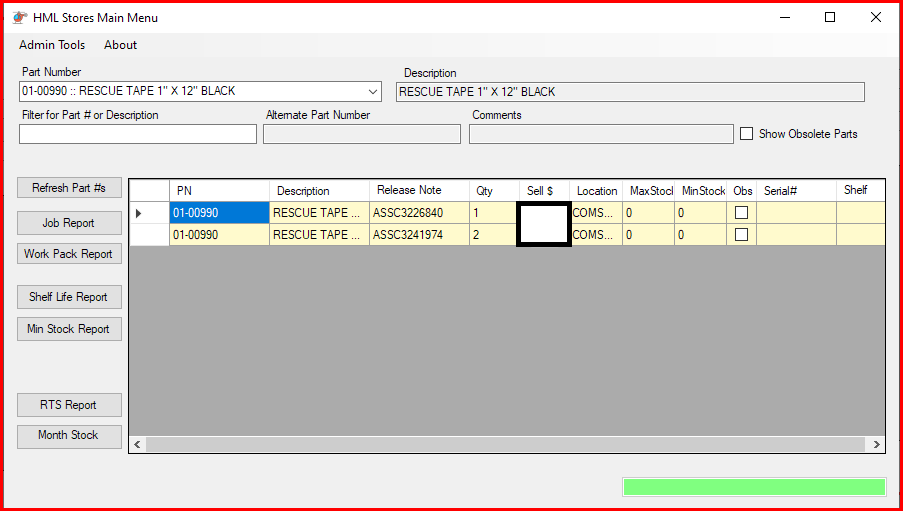 HML Stores Main Menu
Admin Tools About
Part Number Description
01-00990 :: RESCUE TAPE 1" X 12" BLACK RESCUE TAPE 1" X 12" BLACK
Filter for Part # or Description Alternate Part Number Comments
Show Obsolete Parts
Refresh Part #s
Job Report
Work Pack Report
Shelf Life Report
Min Stock Report
RTS Report
Month Stock
PN Description Release Note Qty Sell $ Location MaxStock MinStock Obs Serial# Shelf
01-00990 RESCUE TAPE ... ASSC3226840 1 COMS... 0 0
01-00990 RESCUE TAPE ... ASSC3241974 2 COMS... 0 0